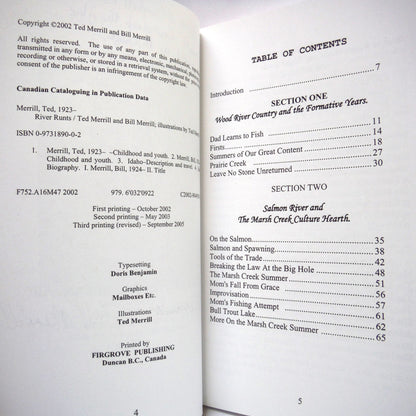 Copyright ©2002 Ted Merrill and Bill Merrill
All rights reserved. The use of any part of this publication,
transmitted in any form or by any means, electronic, mechanical,
recording or otherwise, or stored in a retrieval system, without the
consent of the publisher is an infringement of the copyright law.
Canadian Cataloguing in Publication Data
Merrill, Ted, 1923–
River Runts / Ted Merrill and Bill Merrill; illustrations by Ted
ISBN 0-9731890-0-2
1. Merrill, Ted, 1923– –Childhood and youth. 2. Merrill, Bill,
Childhood and youth. 3. Idaho–Description and travel.
Biography. I. Merrill, Bill, 1924– II. Title
F752.A16M47 2002 979. 6'0320922
First printing – October 2002
Second printing – May 2003
Third printing (revised) – September 2005
Typesetting
Doris Benjamin
Graphics
Mailboxes Etc.
Illustrations
Ted Merrill
Printed by
FIRGROVE PUBLISHING
Duncan B.C., Canada
4
TABLE OF CONTENTS
Introduction 7
SECTION ONE
Wood River Country and the Formative Years.
Dad Learns to Fish 11
Firsts 14
Summers of Our Great Content 18
Prairie Creek 27
Leave No Stone Unreturned 30
SECTION TWO
Salmon River and
The Marsh Creek Culture Hearth.
On the Salmon 35
Salmon and Spawning 38
Tools of the Trade 42
Breaking the Law At the Big Hole 48
The Marsh Creek Summer 51
Mom's Fall From Grace 52
Improvisation 56
Mom's Fishing Attempt 57
Bull Trout Lake 62
More On the Marsh Creek Summer 65
5